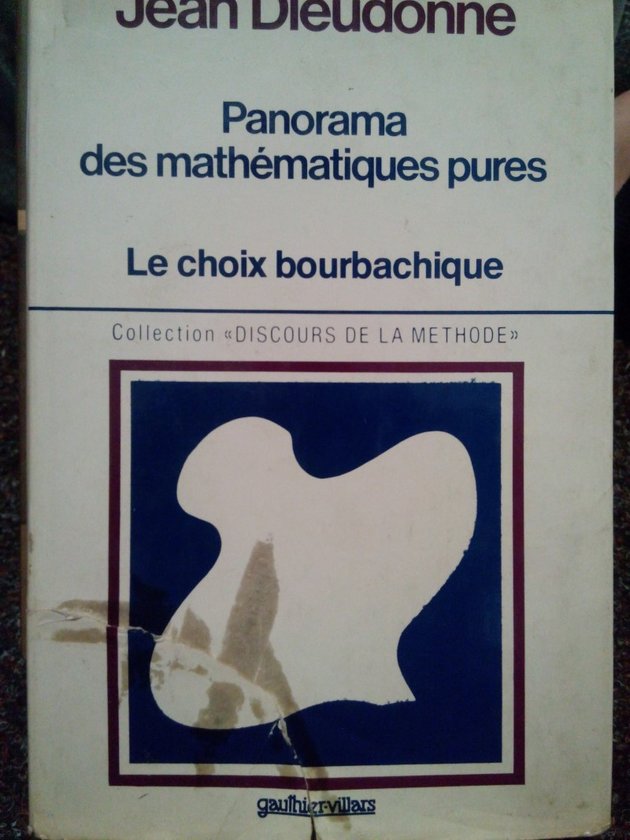 Jean Dieudonné
Panorama
des mathématiques pures
Le choix bourbachique
Collection «DISCOURS DE LA METHODE»
gauthier-villars